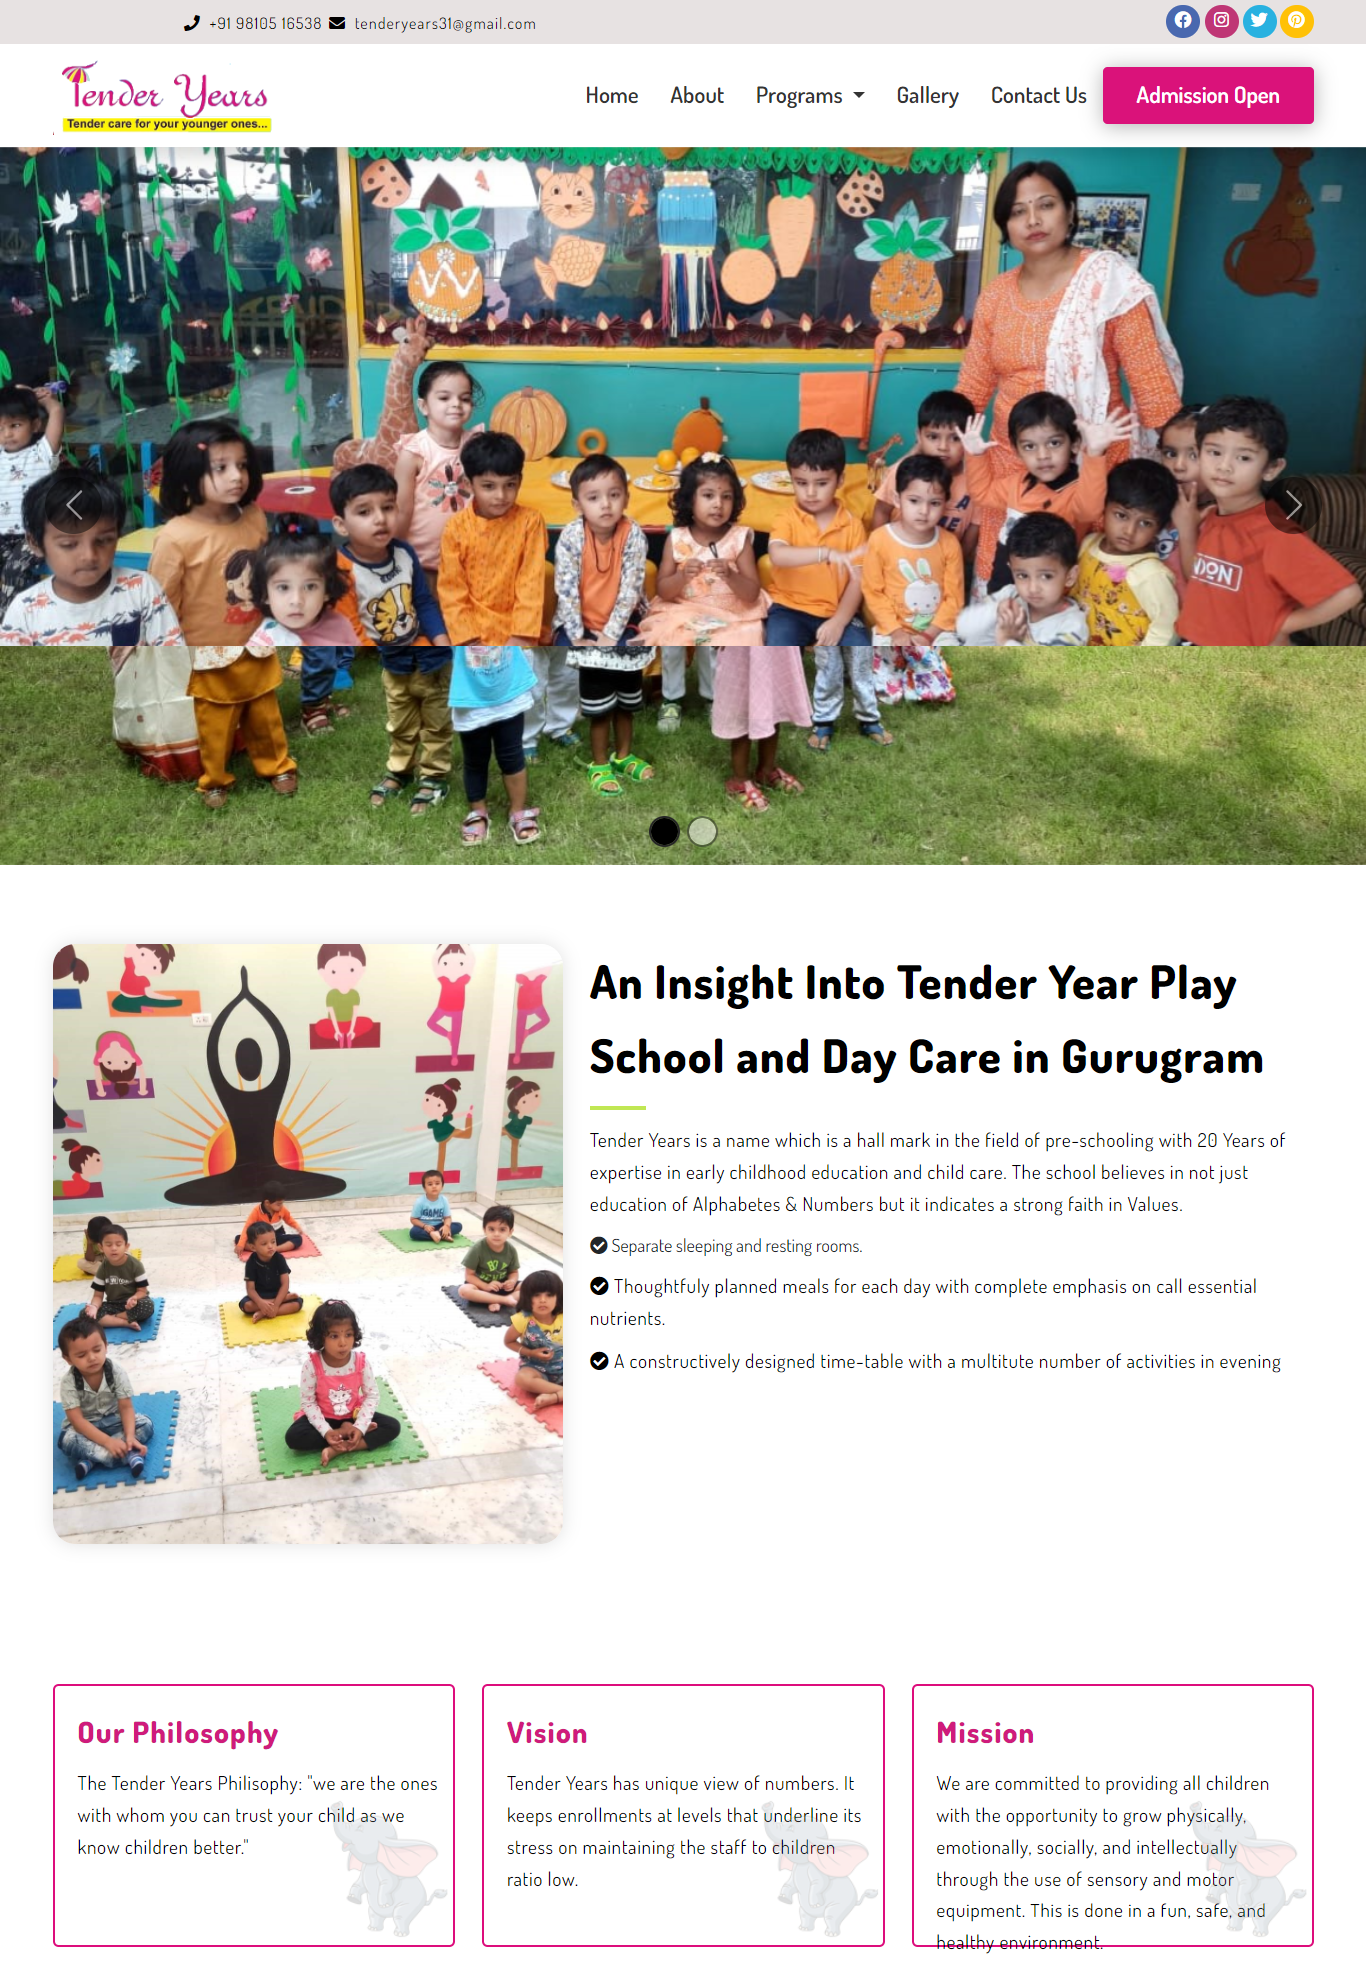 +91 98105 16538 tenderyears31@gmail.com
Tender Years
Tender care for your younger ones...
Home About Programs Gallery Contact Us Admission Open
An Insight Into Tender Year Play
School and Day Care in Gurugram
Tender Years is a name which is a hall mark in the field of pre-schooling with 20 Years of
expertise in early childhood education and child care. The school believes in not just
education of Alphabetes & Numbers but it indicates a strong faith in Values.
Separate sleeping and resting rooms.
Thoughtfuly planned meals for each day with complete emphasis on call essential
nutrients.
A constructively designed time-table with a multitute number of activities in evening
Our Philosophy
The Tender Years Philisophy: "we are the ones
with whom you can trust your child as we
know children better."
Vision
Tender Years has unique view of numbers. It
keeps enrollments at levels that underline its
stress on maintaining the staff to children
ratio low.
Mission
We are committed to providing all children
with the opportunity to grow physically,
emotionally, socially, and intellectually
through the use of sensory and motor
equipment. This is done in a fun, safe, and
healthy environment.